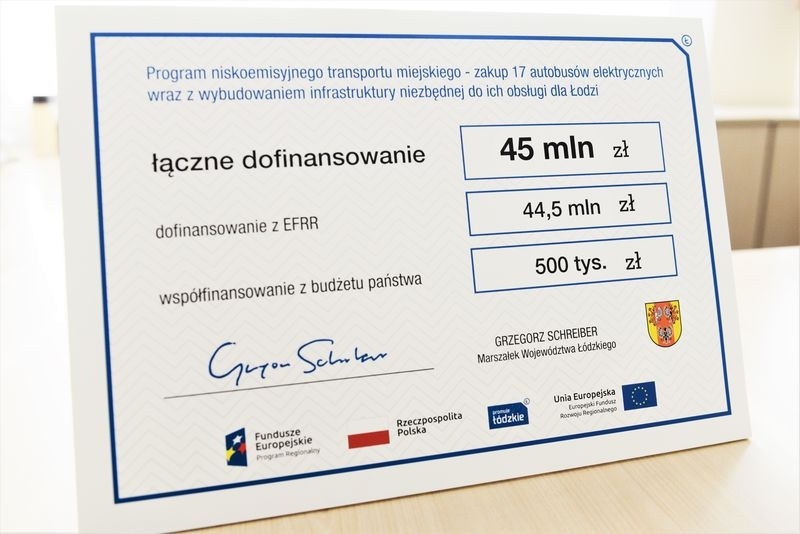 Program niskoemisyjnego transportu miejskiego - zakup 17 autobusów elektrycznych
wraz z wybudowaniem infrastruktury niezbędnej do ich obsługi dla Łodzi
łączne dofinansowanie 45 mln zł
dofinansowanie z EFRR 44,5 mln zł
współfinansowanie z budżetu państwa 500 tys. zł
GRZEGORZ SCHREIBER
Marszałek Województwa Łódzkiego
Fundusze
Europejskie
Program Regionalny
Rzeczpospolita
Polska
promuje
łódzkie
Unia Europejska
Europejski Fundusz
Rozwoju Regionalnego